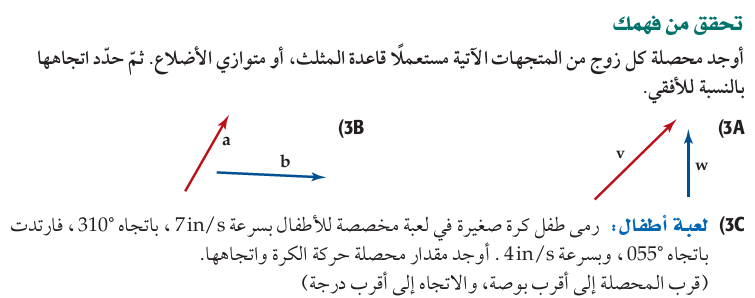 تحقق من فهمك
أوجد محصلة كل زوج من المتجهات الآتية مستعملًا قاعدة المثلث، أو متوازي الأضلاع. ثمّ حدّد اتجاهها
بالنسبة للأفقي.
(3A
v
w
(3B
a
b
(3C لعبة أطفال: رمى طفل كرة صغيرة في لعبة مخصصة للأطفال بسرعة 7 in/s ، باتجاه 310° ، فارتدت
باتجاه 055° ، وبسرعة 4 in/s . أوجد مقدار محصلة حركة الكرة واتجاهها.
(قرب المحصلة إلى أقرب بوصة، والاتجاه إلى أقرب درجة)